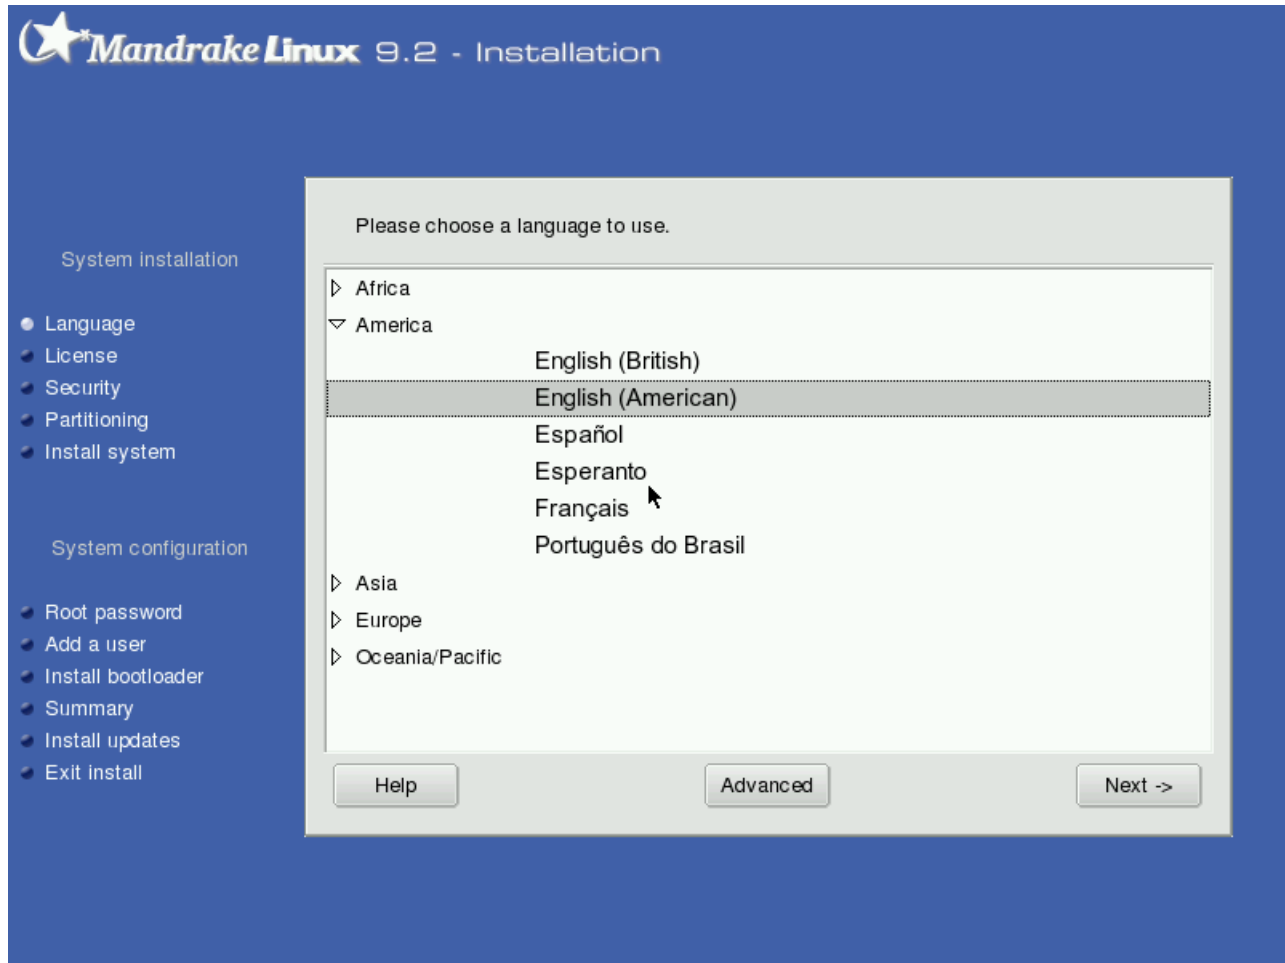 Mandrake Linux 9.2 - Installation
System installation
Language
License
Security
Partitioning
Install system
System configuration
Root password
Add a user
Install bootloader
Summary
Install updates
Exit install
Please choose a language to use.
Africa
America
English (British)
English (American)
Español
Esperanto
Français
Português do Brasil
Asia
Europe
Oceania/Pacific
Help
Advanced
Next ->